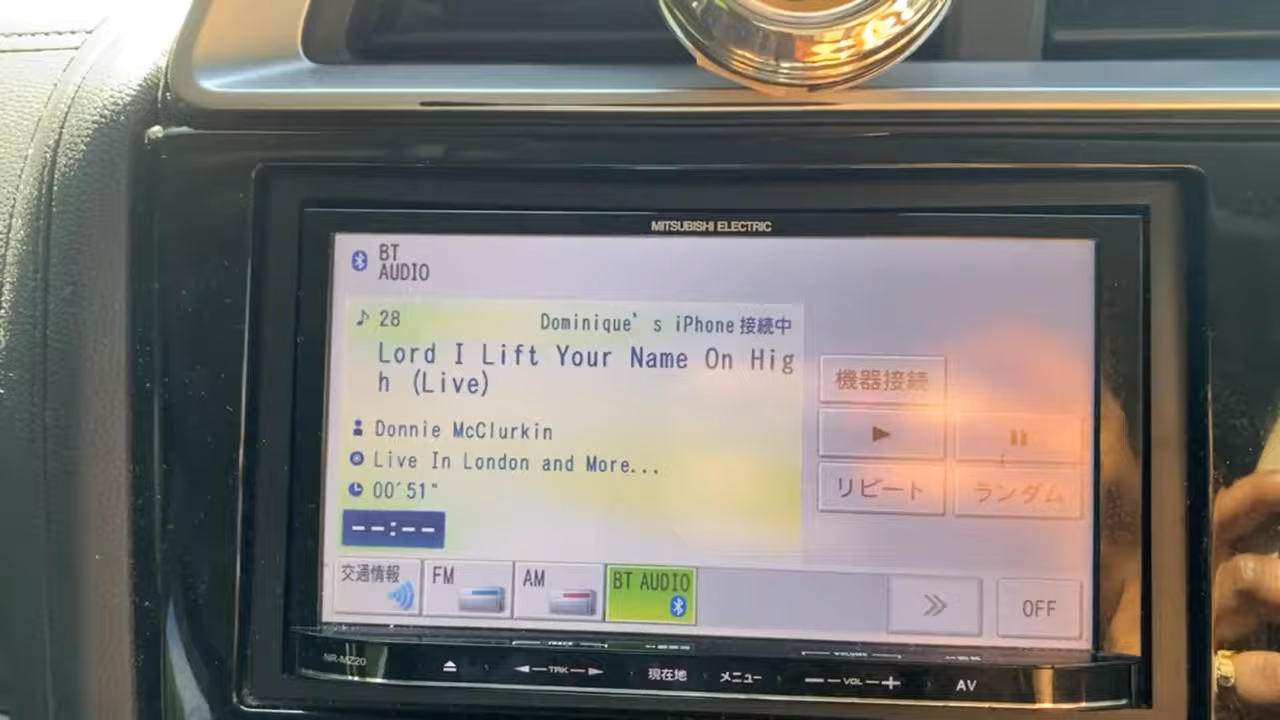 MITSUBISHI ELECTRIC
BT
AUDIO
28
Dominique’s iPhone 接続中
Lord I Lift Your Name On Hig
h (Live)
Donnie McClurkin
Live In London and More...
00′51″
--:--
機器接続
リピート
ランダム
交通情報
FM
AM
BT AUDIO
OFF
NR-MZ20
TRK
現在地
メニュー
VOL
AV